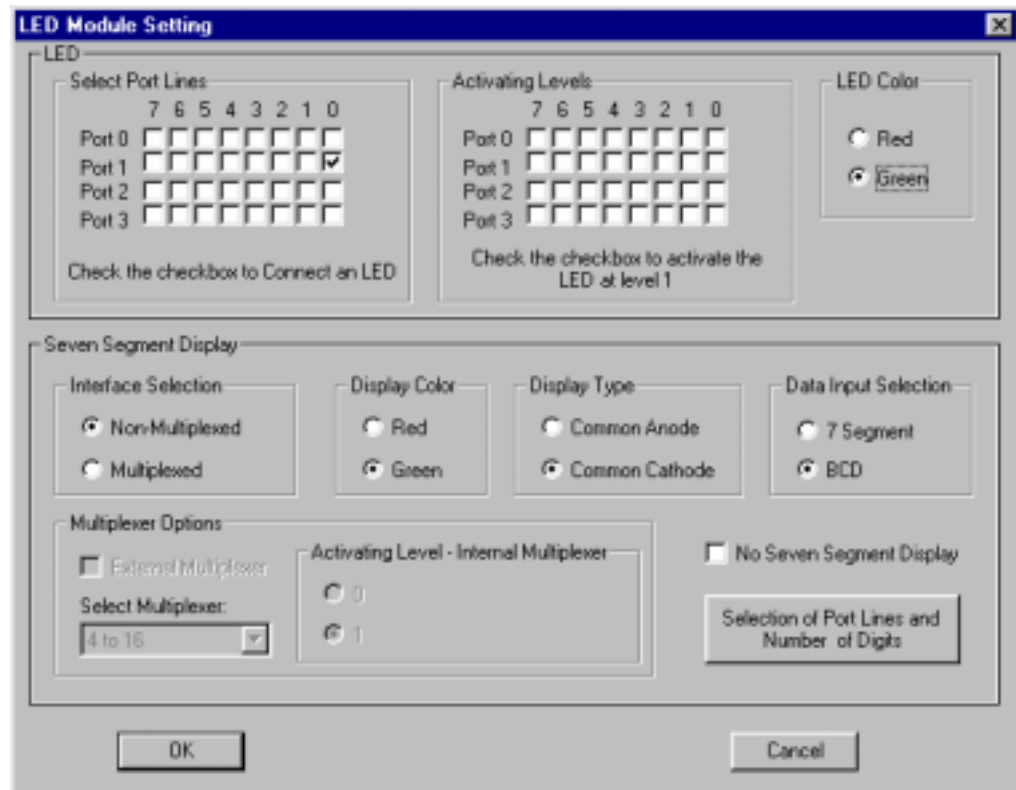 LED Module Setting
LED
Select Port Lines
7 6 5 4 3 2 1 0
Port 0
Port 1
Port 2
Port 3
Check the checkbox to Connect an LED
Activating Levels
7 6 5 4 3 2 1 0
Port 0
Port 1
Port 2
Port 3
Check the checkbox to activate the
LED at level 1
LED Color
Red
Green
Seven Segment Display
Interface Selection
Non-Multiplexed
Multiplexed
Display Color
Red
Green
Display Type
Common Anode
Common Cathode
Data Input Selection
7 Segment
BCD
Multiplexer Options
External Multiplexer
Select Multiplexer:
4 to 16
Activating Level - Internal Multiplexer
0
1
No Seven Segment Display
Selection of Port Lines and
Number of Digits
OK
Cancel